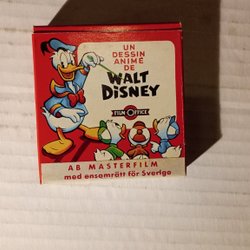 UN
DESSIN
ANIMÉ
DE
WALT
DISNEY
FILM OFFICE
AB MASTERFILM
med ensamrätt för Sverige